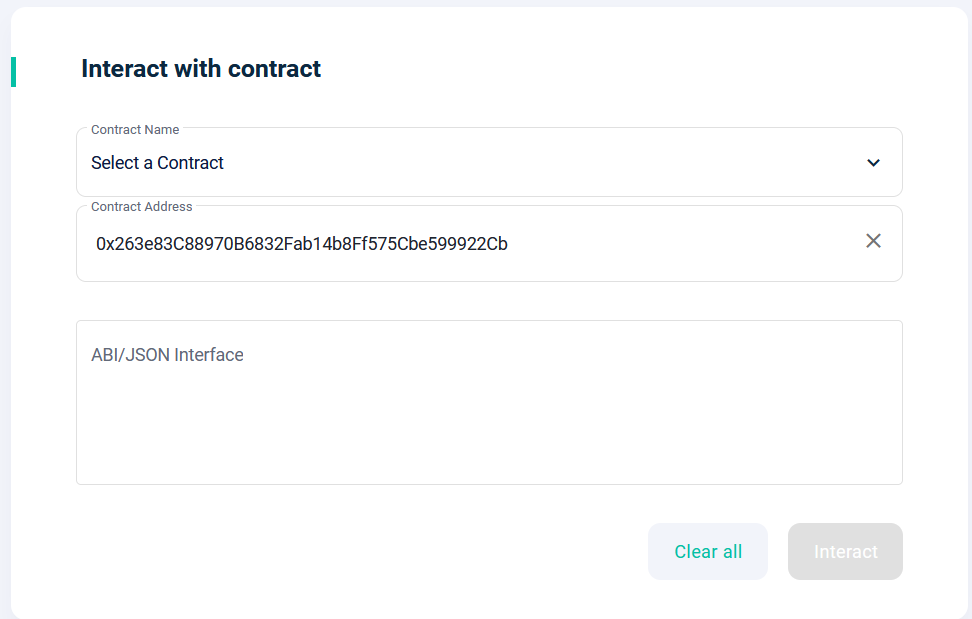 Interact with contract
Contract Name
Select a Contract
Contract Address
0x263e83C88970B6832Fab14b8Ff575Cbe599922Cb
ABI/JSON Interface
Clear all
Interact